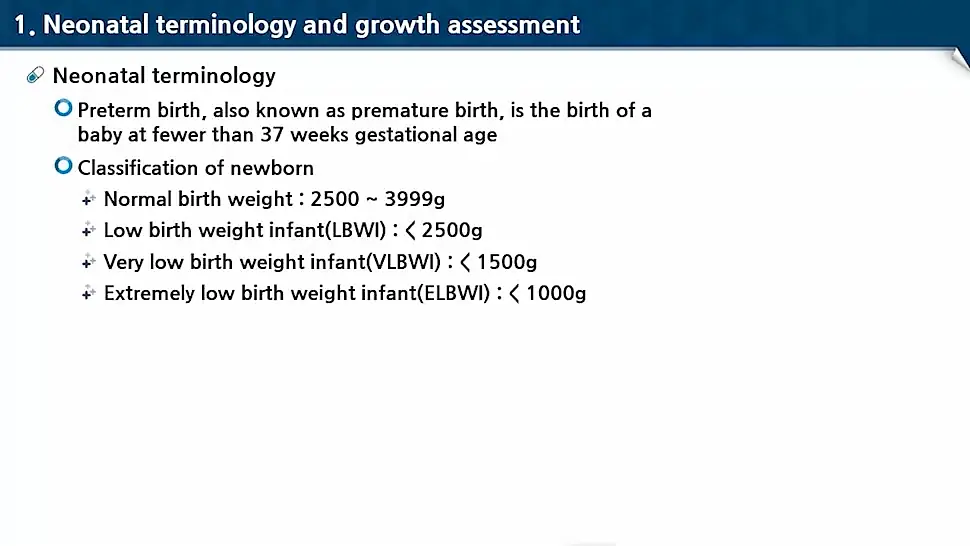 1. Neonatal terminology and growth assessment
Neonatal terminology
Preterm birth, also known as premature birth, is the birth of a
baby at fewer than 37 weeks gestational age
Classification of newborn
Normal birth weight : 2500 ~ 3999g
Low birth weight infant(LBWI) : < 2500g
Very low birth weight infant(VLBWI) : < 1500g
Extremely low birth weight infant(ELBWI) : < 1000g